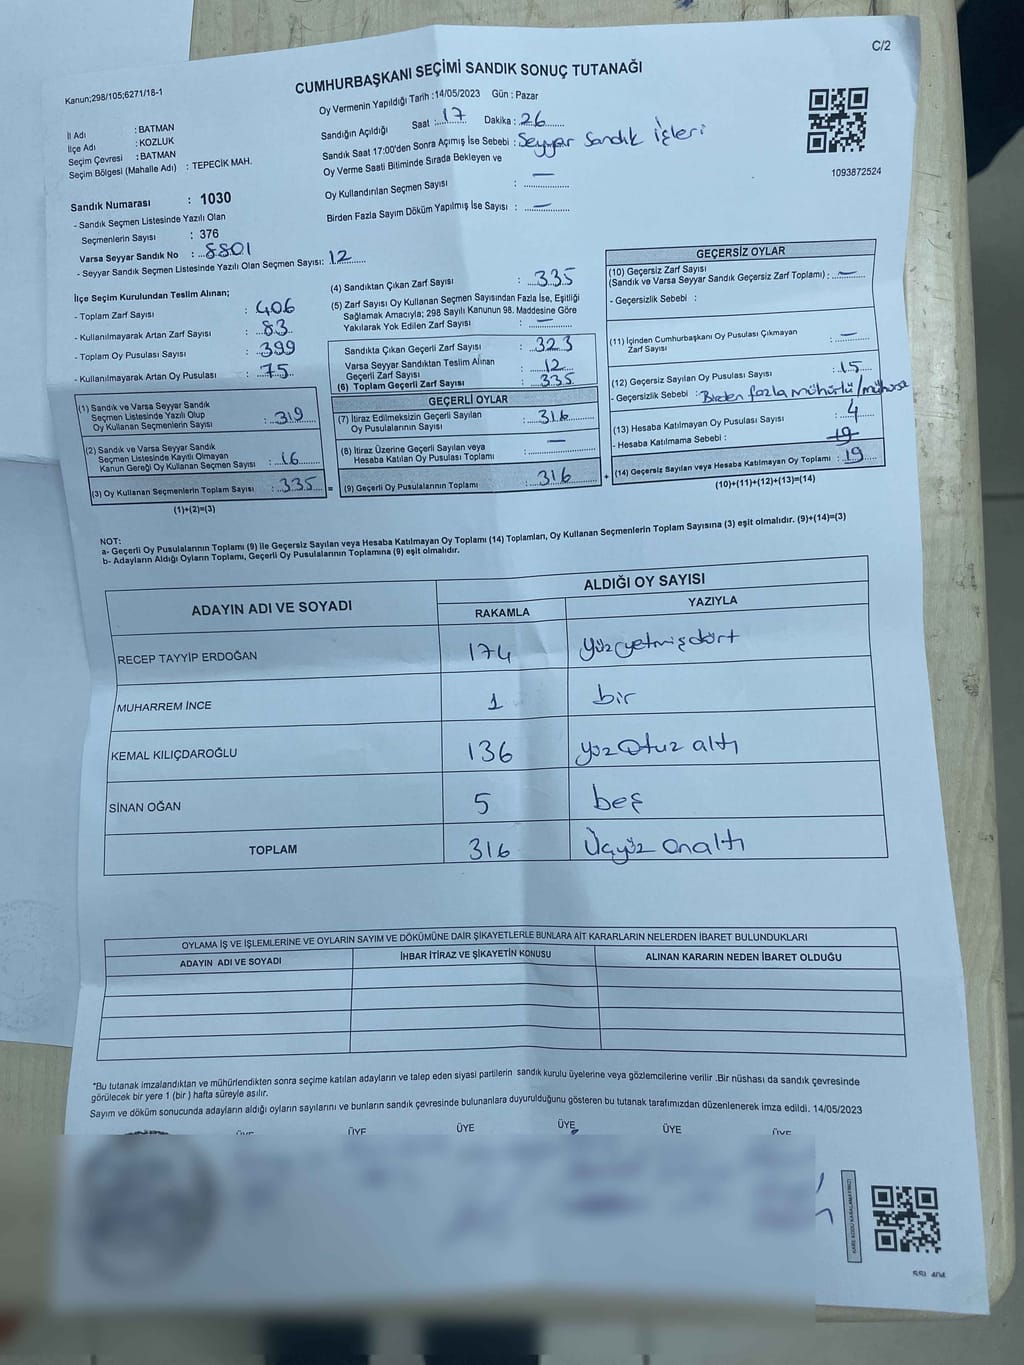 C/2
CUMHURBAŞKANI SEÇİMİ SANDIK SONUÇ TUTANAĞI
Kanun;298/105;6271/18-1
Oy Vermenin Yapıldığı Tarih :14/05/2023 Gün : Pazar
İl Adı : BATMAN
İlçe Adı : KOZLUK
Seçim Çevresi : BATMAN
Seçim Bölgesi (Mahalle Adı) : TEPECİK MAH.
Sandığın Açıldığı Saat : 17 Dakika : 26
Sandık Saat 17:00'den Sonra Açımış İse Sebebi : Seyyar Sandık İşleri
Oy Verme Saati Bitiminde Sırada Bekleyen ve
Oy Kullandırılan Seçmen Sayısı : —
Birden Fazla Sayım Döküm Yapılmış İse Sayısı : —
1093872524
Sandık Numarası : 1030
- Sandık Seçmen Listesinde Yazılı Olan
Seçmenlerin Sayısı : 376
Varsa Seyyar Sandık No : 8801
- Seyyar Sandık Seçmen Listesinde Yazılı Olan Seçmen Sayısı: 12
İlçe Seçim Kurulundan Teslim Alınan;
- Toplam Zarf Sayısı : 406
- Kullanılmayarak Artan Zarf Sayısı : 83
- Toplam Oy Pusulası Sayısı : 399
- Kullanılmayarak Artan Oy Pusulası : 75
(1) Sandık ve Varsa Seyyar Sandık
Seçmen Listesinde Yazılı Olup
Oy Kullanan Seçmenlerin Sayısı : 319
(2) Sandık ve Varsa Seyyar Sandık
Seçmen Listesinde Kayıtlı Olmayan
Kanun Gereği Oy Kullanan Seçmen Sayısı : 16
(3) Oy Kullanan Seçmenlerin Toplam Sayısı : 335
(1)+(2)=(3)
(4) Sandıktan Çıkan Zarf Sayısı : 335
(5) Zarf Sayısı Oy Kullanan Seçmen Sayısından Fazla İse, Eşitliği
Sağlamak Amacıyla; 298 Sayılı Kanunun 98. Maddesine Göre
Yakılarak Yok Edilen Zarf Sayısı : —
Sandıkta Çıkan Geçerli Zarf Sayısı : 323
Varsa Seyyar Sandıktan Teslim Alınan
Geçerli Zarf Sayısı : 12
(6) Toplam Geçerli Zarf Sayısı : 335
GEÇERLİ OYLAR
(7) İtiraz Edilmeksizin Geçerli Sayılan
Oy Pusulalarının Sayısı : 316
(8) İtiraz Üzerine Geçerli Sayılan veya
Hesaba Katılan Oy Pusulası Toplamı : —
= (9) Geçerli Oy Pusulalarının Toplamı : 316
GEÇERSİZ OYLAR
(10) Geçersiz Zarf Sayısı
(Sandık ve Varsa Seyyar Sandık Geçersiz Zarf Toplamı) : —
- Geçersizlik Sebebi :
(11) İçinden Cumhurbaşkanı Oy Pusulası Çıkmayan
Zarf Sayısı : —
(12) Geçersiz Sayılan Oy Pusulası Sayısı : 15
- Geçersizlik Sebebi : Birden fazla mühürlü/mühürsz
(13) Hesaba Katılmayan Oy Pusulası Sayısı : 4
- Hesaba Katılmama Sebebi : 19
+ (14) Geçersiz Sayılan veya Hesaba Katılmayan Oy Toplamı : 19
(10)+(11)+(12)+(13)=(14)
NOT:
a- Geçerli Oy Pusulalarının Toplamı (9) ile Geçersiz Sayılan veya Hesaba Katılmayan Oy Toplamı (14) Toplamları, Oy Kullanan Seçmenlerin Toplam Sayısına (3) eşit olmalıdır. (9)+(14)=(3)
b- Adayların Aldığı Oyların Toplamı, Geçerli Oy Pusulalarının Toplamına (9) eşit olmalıdır.
ADAYIN ADI VE SOYADI ALDIĞI OY SAYISI
RAKAMLA YAZIYLA
RECEP TAYYİP ERDOĞAN 174 yüzyetmişdört
MUHARREM İNCE 1 bir
KEMAL KILIÇDAROĞLU 136 yüz Otuz altı
SİNAN OĞAN 5 beş
TOPLAM 316 Üçyüz onaltı
OYLAMA İŞ VE İŞLEMLERİNE VE OYLARIN SAYIM VE DÖKÜMÜNE DAİR ŞİKAYETLERLE BUNLARA AİT KARARLARIN NELERDEN İBARET BULUNDUKLARI
ADAYIN ADI VE SOYADI İHBAR İTİRAZ VE ŞİKAYETİN KONUSU ALINAN KARARIN NEDEN İBARET OLDUĞU
*Bu tutanak imzalandıktan ve mühürlendikten sonra seçime katılan adayların ve talep eden siyasi partilerin sandık kurulu üyelerine veya gözlemcilerine verilir .Bir nüshası da sandık çevresinde
görülecek bir yere 1 (bir ) hafta süreyle asılır.
Sayım ve döküm sonucunda adayların aldığı oyların sayılarını ve bunların sandık çevresinde bulunanlara duyurulduğunu gösteren bu tutanak tarafımızdan düzenlenerek imza edildi. 14/05/2023
ÜYE ÜYE ÜYE ÜYE ÜYE ÜYE